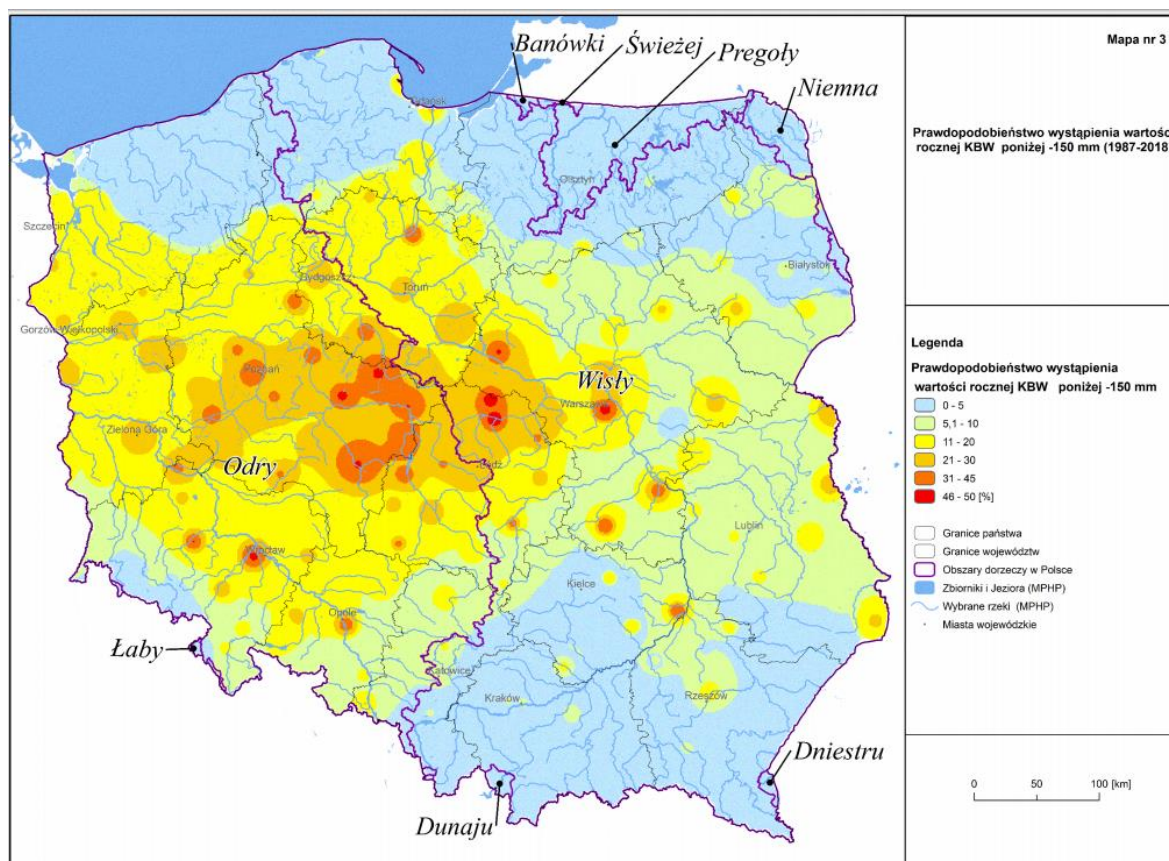 Banówki
Świeżej
Pregoły
Niemna
Gdańsk
Olsztyn
Szczecin
Białystok
Bydgoszcz
Toruń
Gorzów Wielkopolski
Poznań
Wisły
Warszawa
Zielona Góra
Odry
Łódź
Lublin
Wrocław
Kielce
Opole
Łaby
Katowice
Kraków
Rzeszów
Dniestru
Dunaju
Mapa nr 3
Prawdopodobieństwo wystąpienia wartośc
rocznej KBW poniżej -150 mm (1987-2018
Legenda
Prawdopodobieństwo wystąpienia
wartości rocznej KBW poniżej -150 mm
0 - 5
5,1 - 10
11 - 20
21 - 30
31 - 45
46 - 50 [%]
Granice państwa
Granice województw
Obszary dorzeczy w Polsce
Zbiorniki i Jeziora (MPHP)
Wybrane rzeki (MPHP)
Miasta wojewódzkie
0 50 100 [km]